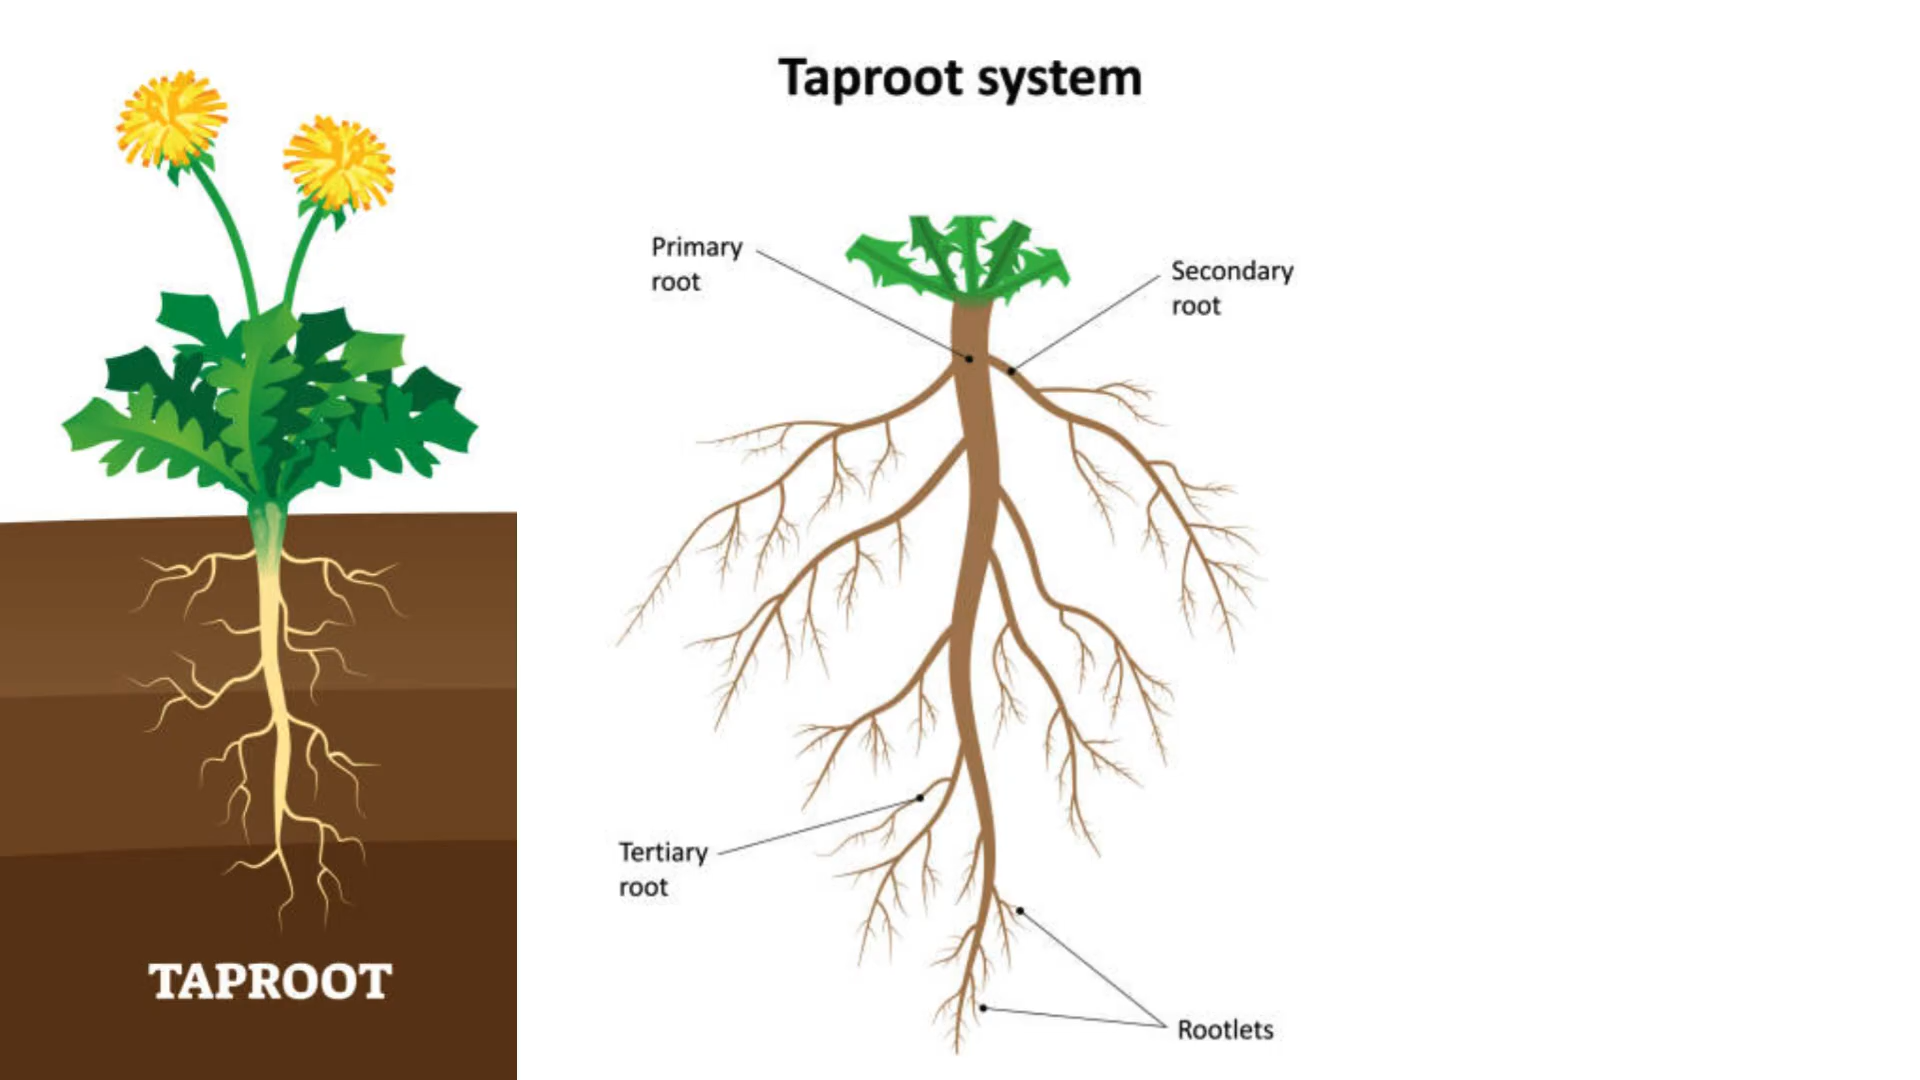 Taproot system
Primary
root
Secondary
root
Tertiary
root
Rootlets
TAPROOT